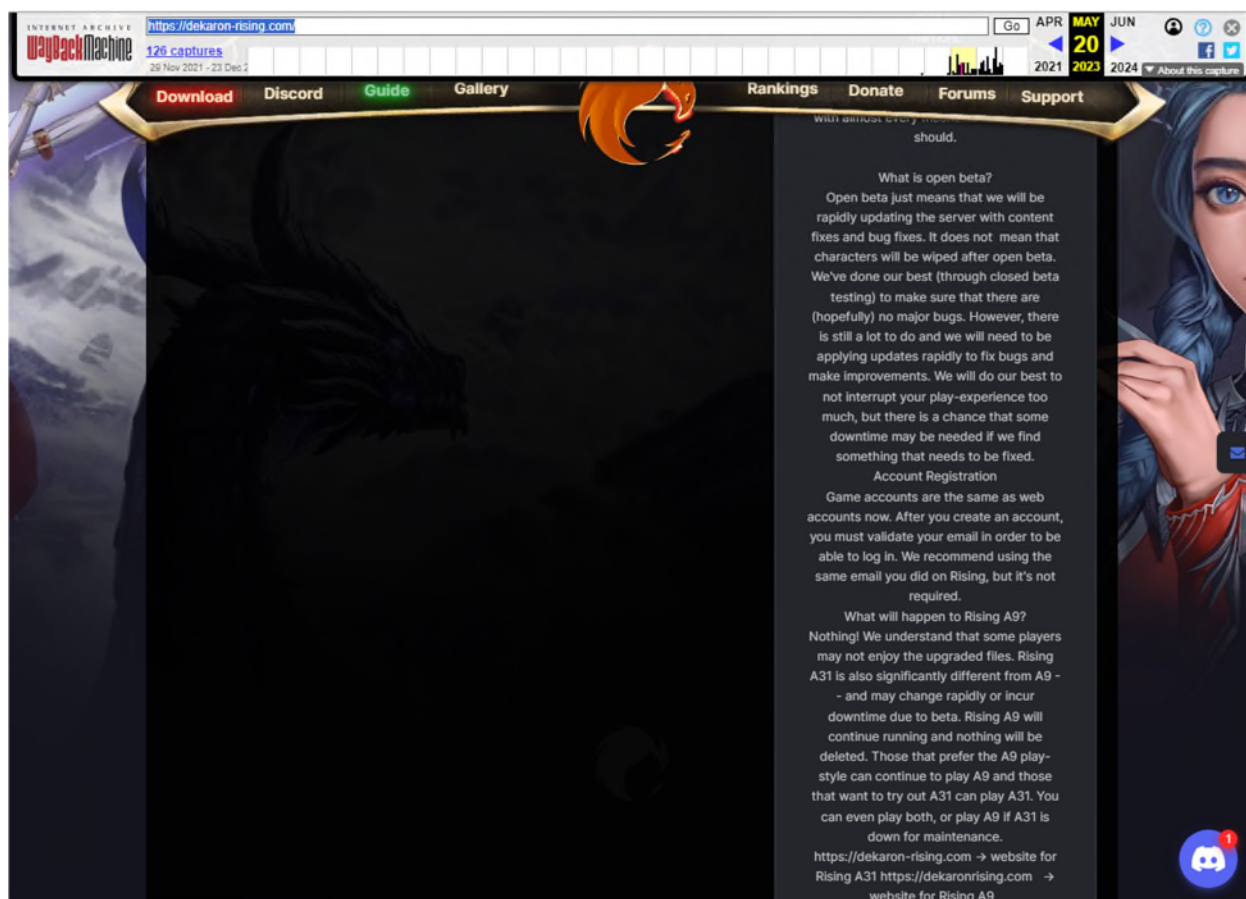 INTERNET ARCHIVE
WayBackMachine
https://dekaron-rising.com/
Go
126 captures
29 Nov 2021 - 23 Dec 2
APR
MAY
JUN
20
2021
2023
2024
About this capture
Download
Discord
Guide
Gallery
Rankings
Donate
Forums
Support
with almost every
should.
What is open beta?
Open beta just means that we will be
rapidly updating the server with content
fixes and bug fixes. It does not mean that
characters will be wiped after open beta.
We've done our best (through closed beta
testing) to make sure that there are
(hopefully) no major bugs. However, there
is still a lot to do and we will need to be
applying updates rapidly to fix bugs and
make improvements. We will do our best to
not interrupt your play-experience too
much, but there is a chance that some
downtime may be needed if we find
something that needs to be fixed.
Account Registration
Game accounts are the same as web
accounts now. After you create an account,
you must validate your email in order to be
able to log in. We recommend using the
same email you did on Rising, but it's not
required.
What will happen to Rising A9?
Nothing! We understand that some players
may not enjoy the upgraded files. Rising
A31 is also significantly different from A9 -
- and may change rapidly or incur
downtime due to beta. Rising A9 will
continue running and nothing will be
deleted. Those that prefer the A9 play-
style can continue to play A9 and those
that want to try out A31 can play A31. You
can even play both, or play A9 if A31 is
down for maintenance.
https://dekaron-rising.com → website for
Rising A31 https://dekaronrising.com →
website for Rising A9
1